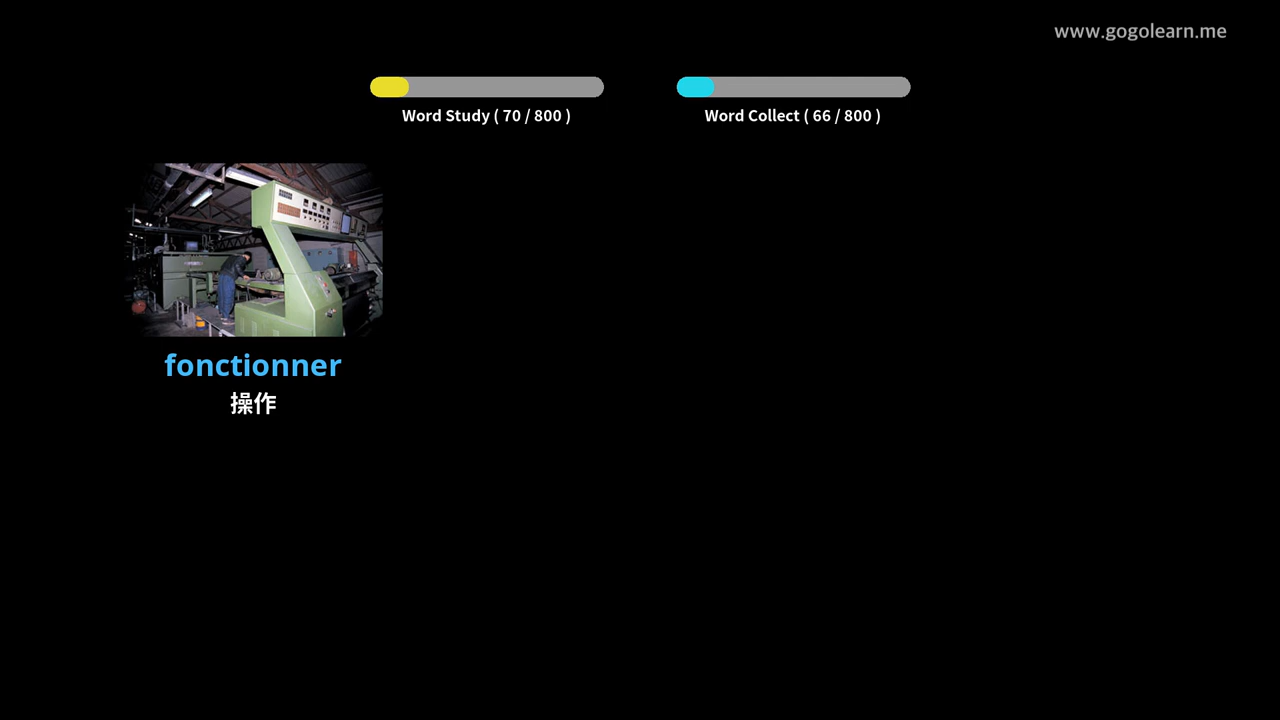 www.gogolearn.me
Word Study ( 70 / 800 )
Word Collect ( 66 / 800 )
fonctionner
操作